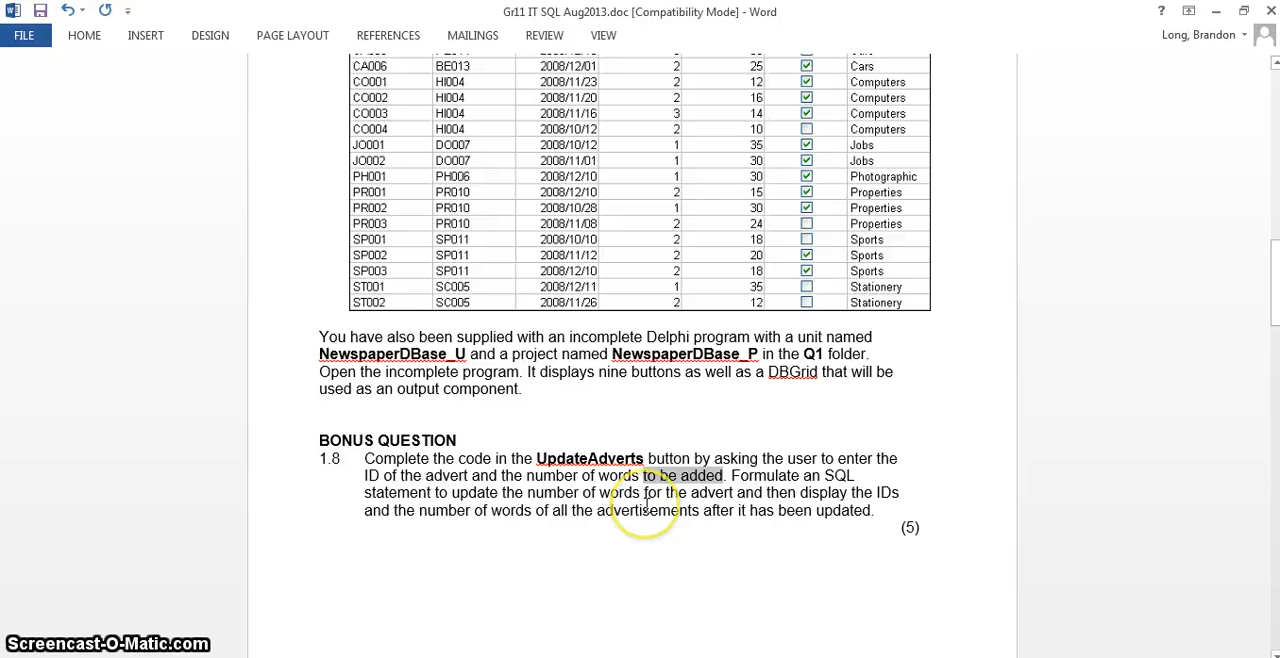 Gr11 IT SQL Aug2013.doc [Compatibility Mode] - Word
FILE HOME INSERT DESIGN PAGE LAYOUT REFERENCES MAILINGS REVIEW VIEW Long, Brandon
CA006 BE013 2008/12/01 2 25 Cars
CO001 HI004 2008/11/23 2 12 Computers
CO002 HI004 2008/11/20 2 16 Computers
CO003 HI004 2008/11/16 3 14 Computers
CO004 HI004 2008/10/12 2 10 Computers
JO001 DO007 2008/10/12 1 35 Jobs
JO002 DO007 2008/11/01 1 30 Jobs
PH001 PH006 2008/12/10 1 30 Photographic
PR001 PR010 2008/12/10 2 15 Properties
PR002 PR010 2008/10/28 1 30 Properties
PR003 PR010 2008/11/08 2 24 Properties
SP001 SP011 2008/10/10 2 18 Sports
SP002 SP011 2008/11/12 2 20 Sports
SP003 SP011 2008/12/10 2 18 Sports
ST001 SC005 2008/12/11 1 35 Stationery
ST002 SC005 2008/11/26 2 12 Stationery
You have also been supplied with an incomplete Delphi program with a unit named
NewspaperDBase_U and a project named NewspaperDBase_P in the Q1 folder.
Open the incomplete program. It displays nine buttons as well as a DBGrid that will be
used as an output component.
BONUS QUESTION
1.8 Complete the code in the UpdateAdverts button by asking the user to enter the
ID of the advert and the number of words to be added. Formulate an SQL
statement to update the number of words for the advert and then display the IDs
and the number of words of all the advertisements after it has been updated.
(5)
Screencast-O-Matic.com